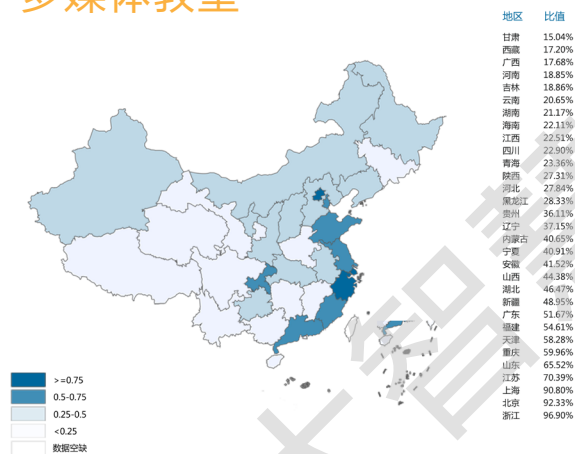 多媒体教室
地区 比值
甘肃 15.04%
西藏 17.20%
广西 17.68%
河南 18.85%
吉林 18.86%
云南 20.65%
湖南 21.17%
海南 22.11%
江西 22.51%
四川 22.90%
青海 23.36%
陕西 27.31%
河北 27.84%
黑龙江 28.33%
贵州 36.11%
辽宁 37.15%
内蒙古 40.65%
宁夏 40.91%
安徽 41.52%
山西 44.38%
湖北 46.47%
新疆 48.95%
广东 51.67%
福建 54.61%
天津 58.28%
重庆 59.96%
山东 65.52%
江苏 70.39%
上海 90.80%
北京 92.33%
浙江 96.90%
>=0.75
0.5-0.75
0.25-0.5
<0.25
数据空缺